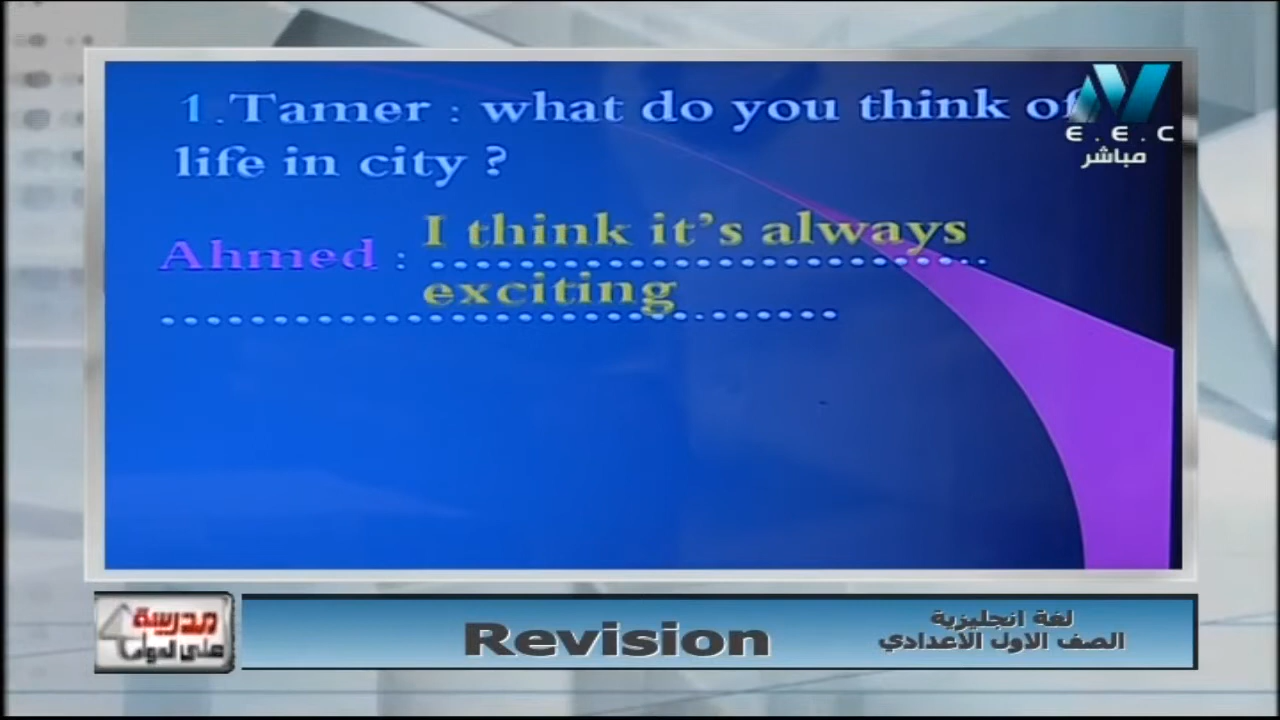 1.Tamer : what do you think of
life in city ?
I think it's always
Ahmed : ........................................
exciting
........................................
E.E.C
مباشر
مدرسة
على الهواء
Revision
لغة انجليزية
الصف الاول الاعدادي